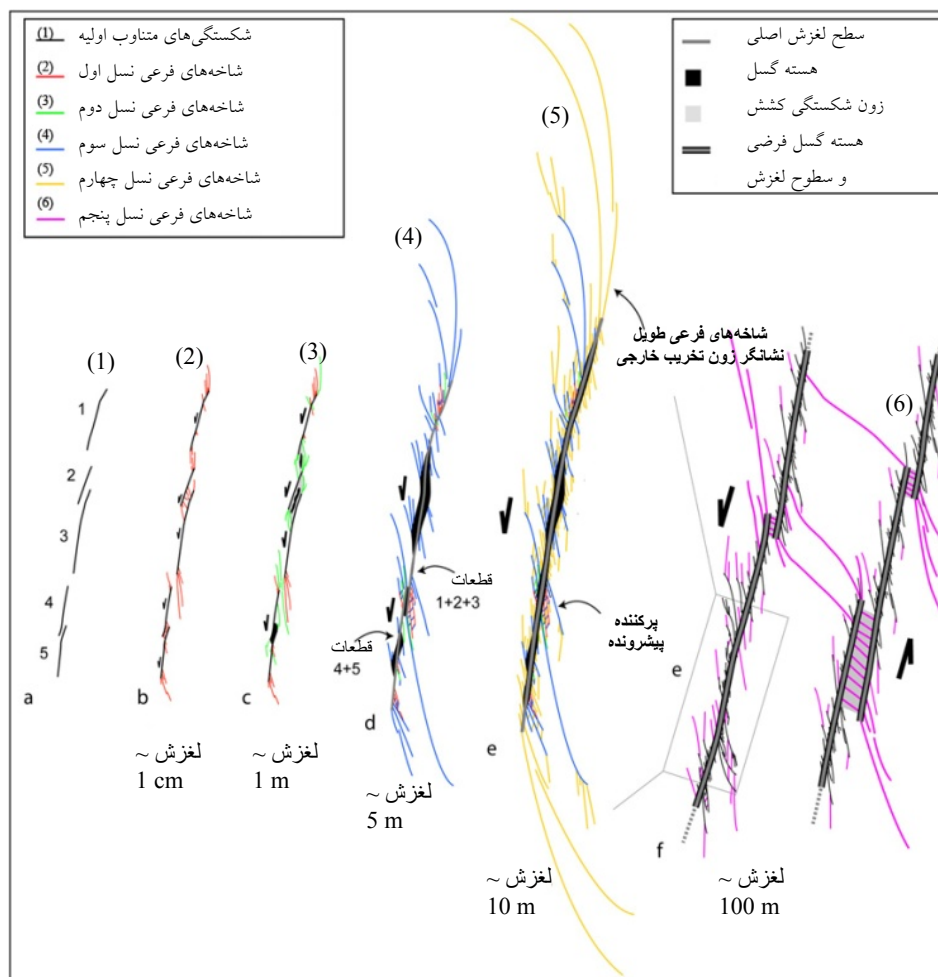 (1) شکستگی‌های متناوب اولیه
(2) شاخه‌های فرعی نسل اول
(3) شاخه‌های فرعی نسل دوم
(4) شاخه‌های فرعی نسل سوم
(5) شاخه‌های فرعی نسل چهارم
(6) شاخه‌های فرعی نسل پنجم
سطح لغزش اصلی
هسته گسل
زون شکستگی کشش
هسته گسل فرضی
و سطوح لغزش
(1)
(2)
(3)
(4)
(5)
(6)
شاخه‌های فرعی طویل
نشانگر زون تخریب خارجی
1
2
3
4
5
قطعات
1+2+3
قطعات
4+5
پرکننده
پیشرونده
a
b
c
d
e
e
f
لغزش ~
1 cm
لغزش ~
1 m
لغزش ~
5 m
لغزش ~
10 m
لغزش ~
100 m